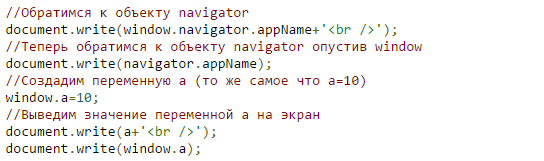 //Обратимся к объекту navigator
document.write(window.navigator.appName+'<br />');
//Теперь обратимся к объекту navigator опустив window
document.write(navigator.appName);
//Создадим переменную a (то же самое что a=10)
window.a=10;
//Выведим значение переменной a на экран
document.write(a+'<br />');
document.write(window.a);